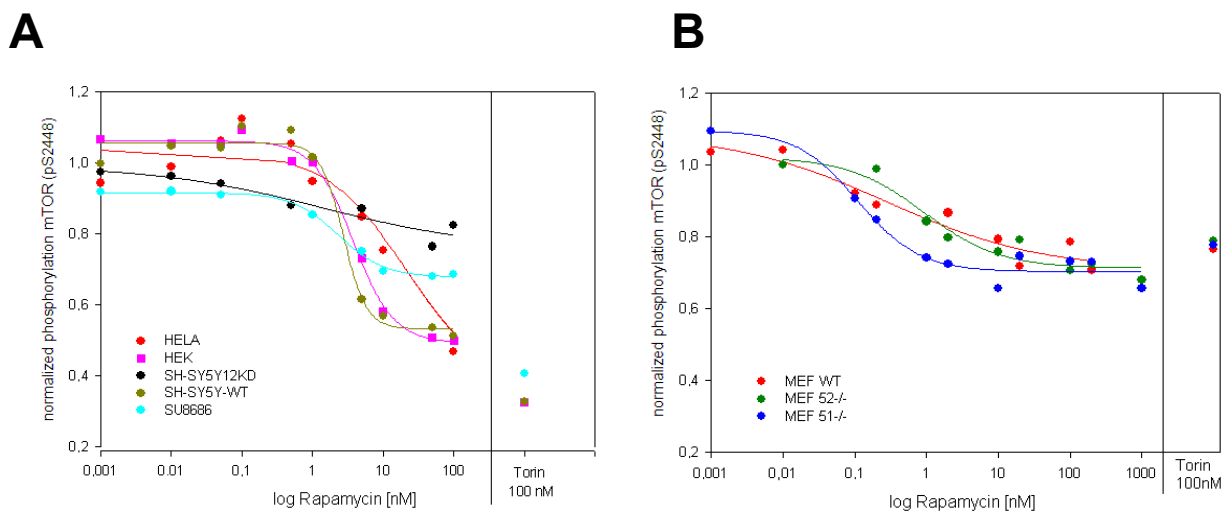 A
B
normalized phosphorylation mTOR (pS2448)
1,2
1.0
0.8
0.6
0.4
0,2
HELA
HEK
SH-SY5Y12KD
SH-SY5Y-WT
SU8686
0,001
0.01
0,1
1
10
100
Torin
100 nM
log Rapamycin [nM]
normalized phosphorylation mTOR (pS2448)
1,2
1.0
0.8
0.6
0.4
0,2
MEF WT
MEF 52-/-
MEF 51-/-
0,001
0,01
0,1
1
10
100
1000
Torin
100nM
log Rapamycin [nM]